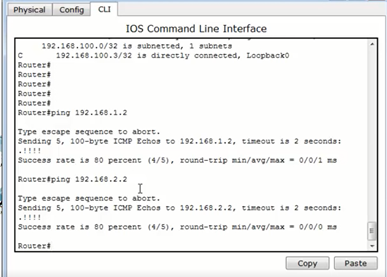 Physical Config CLI
IOS Command Line Interface
192.168.100.0/32 is subnetted, 1 subnets
C 192.168.100.3/32 is directly connected, Loopback0
Router#
Router#
Router#
Router#
Router#ping 192.168.1.2
Type escape sequence to abort.
Sending 5, 100-byte ICMP Echos to 192.168.1.2, timeout is 2 seconds:
.!!!!
Success rate is 80 percent (4/5), round-trip min/avg/max = 0/0/1 ms
Router#ping 192.168.2.2
Type escape sequence to abort.
Sending 5, 100-byte ICMP Echos to 192.168.2.2, timeout is 2 seconds:
.!!!!
Success rate is 80 percent (4/5), round-trip min/avg/max = 0/0/0 ms
Router#
Copy Paste